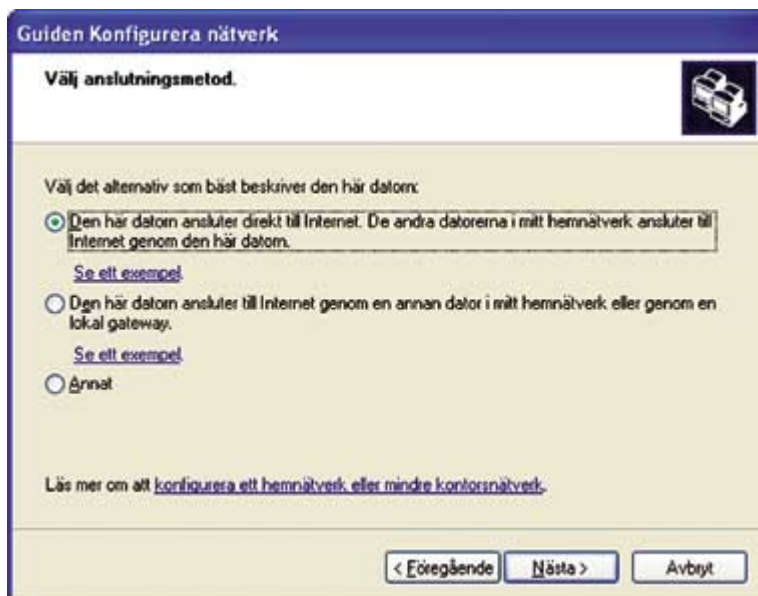 Guiden Konfigurera nätverk
Välj anslutningsmetod.
Välj det alternativ som bäst beskriver den här datorn:
Den här datorn ansluter direkt till Internet. De andra datorerna i mitt hemnätverk ansluter till
Internet genom den här datorn.
Se ett exempel.
Den här datorn ansluter till Internet genom en annan dator i mitt hemnätverk eller genom en
lokal gateway.
Se ett exempel.
Annat
Läs mer om att konfigurera ett hemnätverk eller mindre kontorsnätverk.
< Föregående Nästa > Avbryt